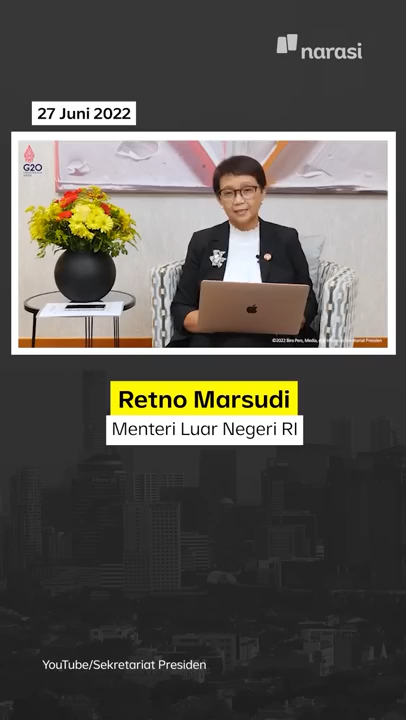 narasi
27 Juni 2022
G20
Retno Marsudi
Menteri Luar Negeri RI
YouTube/Sekretariat Presiden